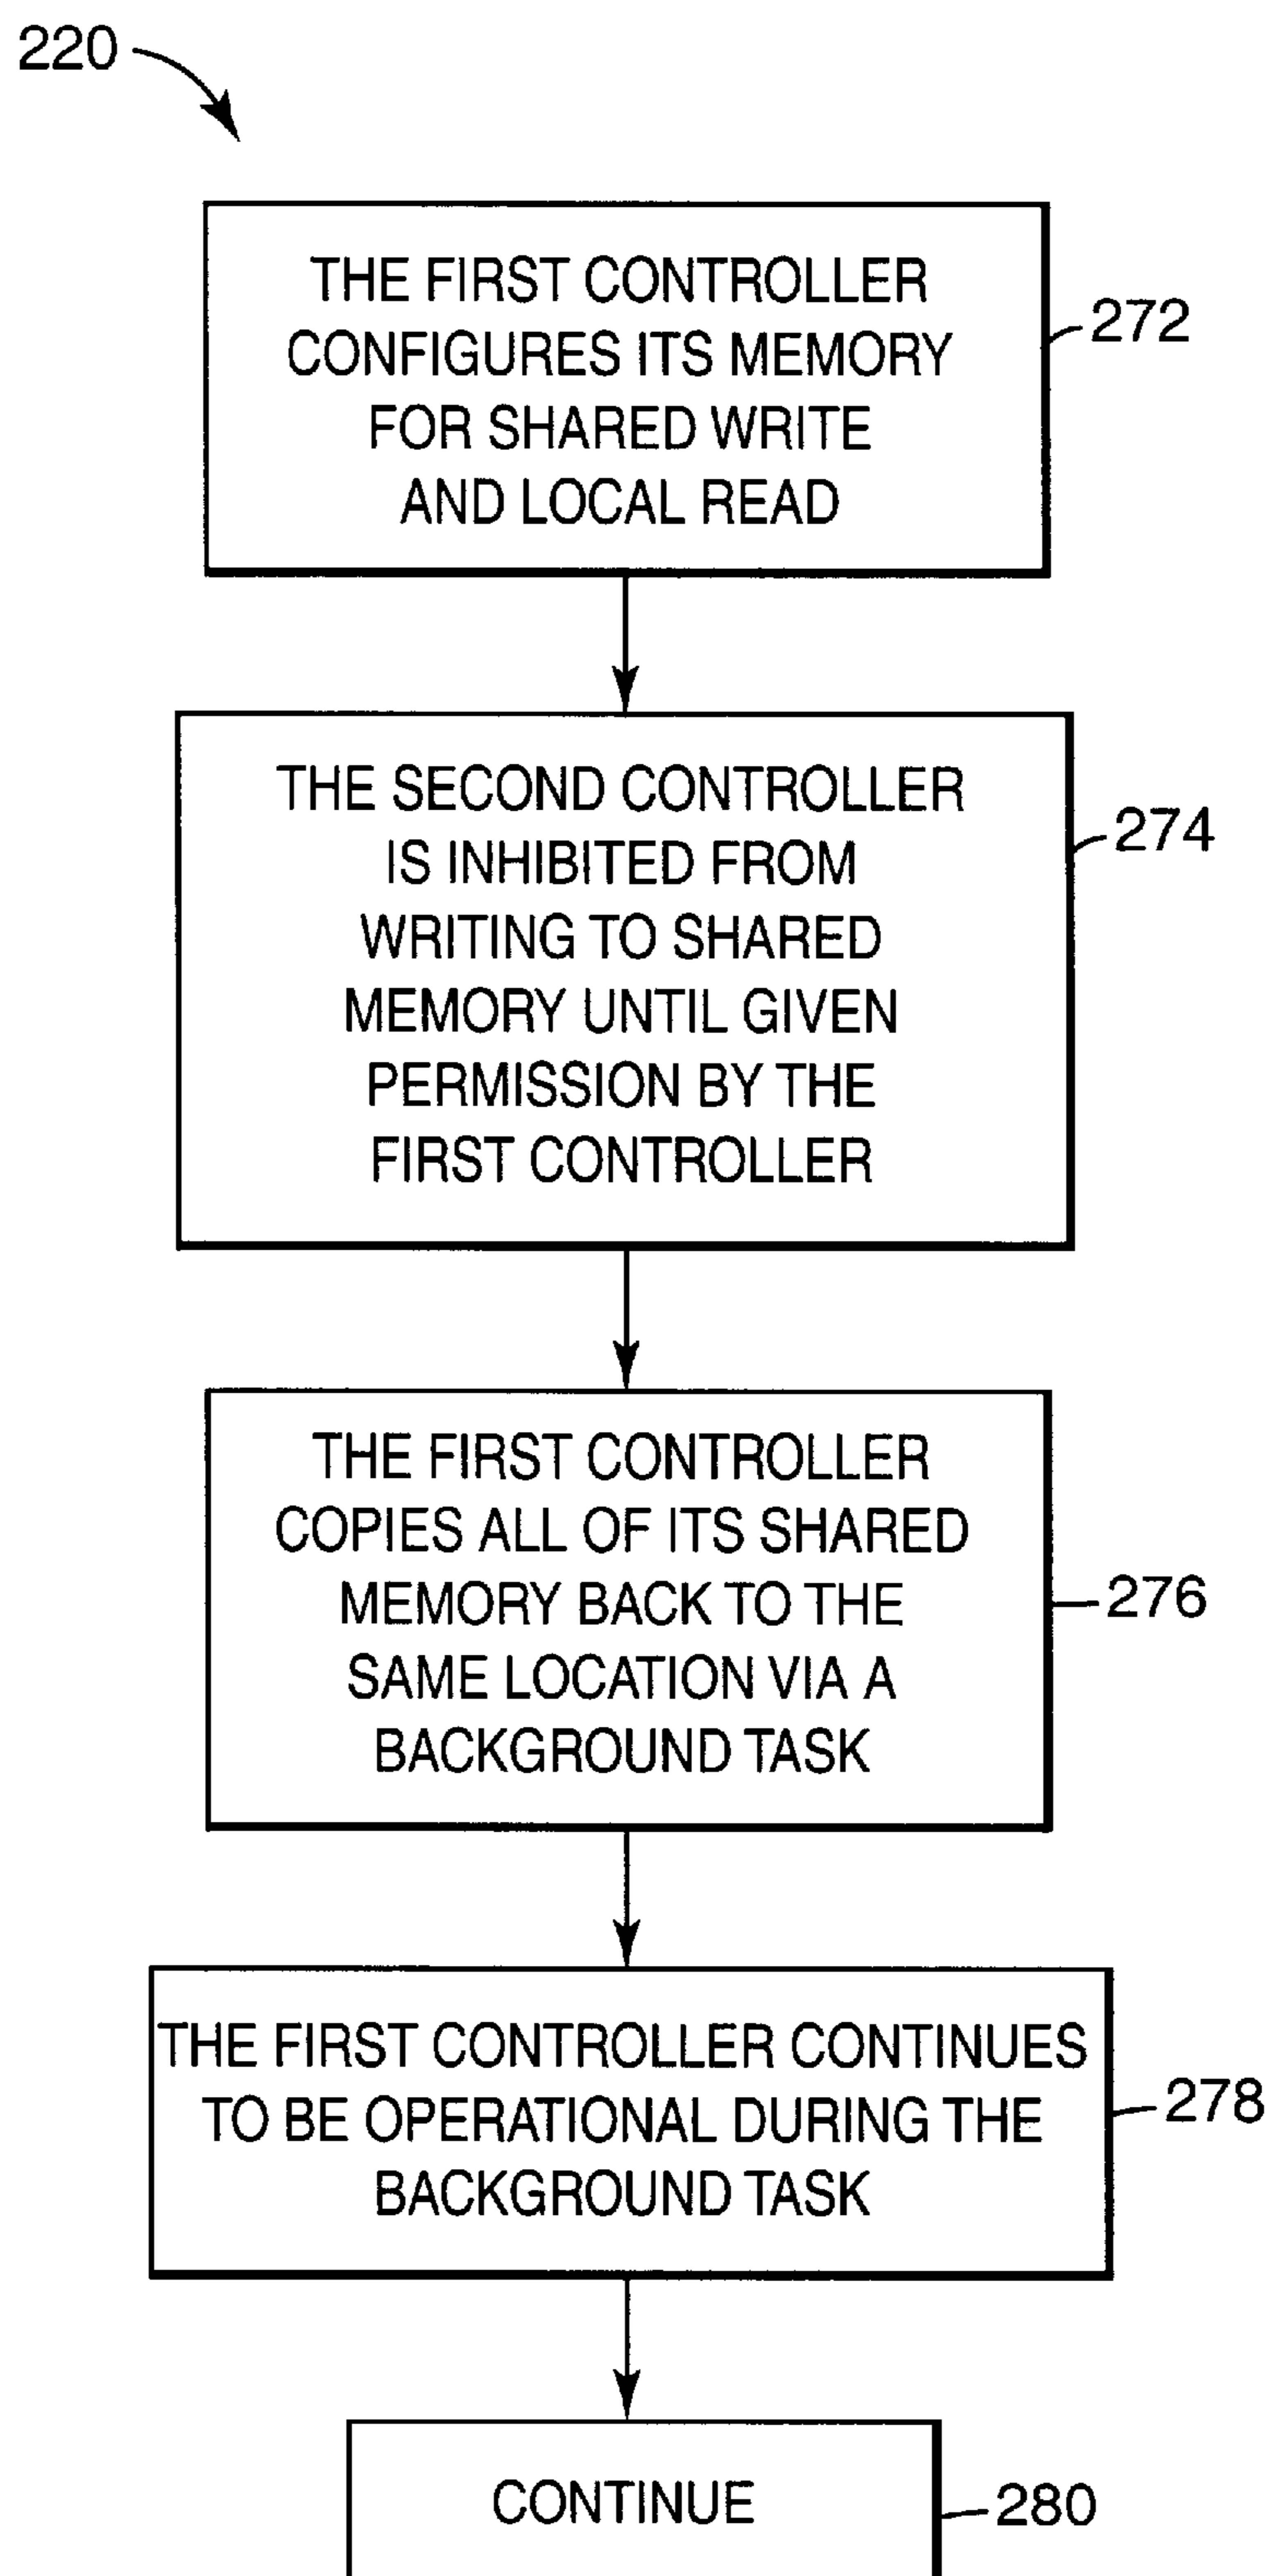 220
THE FIRST CONTROLLER
CONFIGURES ITS MEMORY
FOR SHARED WRITE
AND LOCAL READ
272
THE SECOND CONTROLLER
IS INHIBITED FROM
WRITING TO SHARED
MEMORY UNTIL GIVEN
PERMISSION BY THE
FIRST CONTROLLER
274
THE FIRST CONTROLLER
COPIES ALL OF ITS SHARED
MEMORY BACK TO THE
SAME LOCATION VIA A
BACKGROUND TASK
276
THE FIRST CONTROLLER CONTINUES
TO BE OPERATIONAL DURING THE
BACKGROUND TASK
278
CONTINUE
280